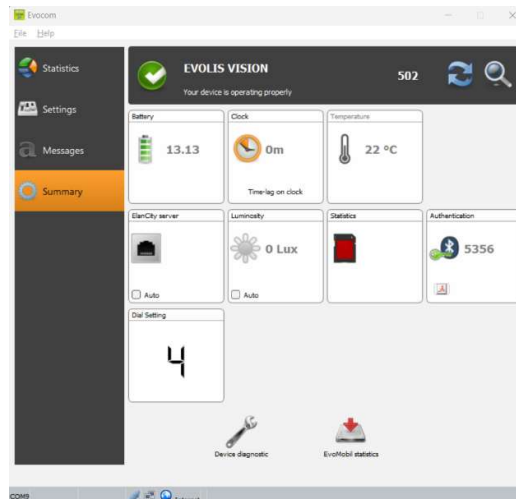 Evocom
File Help
Statistics
Settings
Messages
Summary
EVOLIS VISION
Your device is operating properly
502
Battery
13.13
Clock
0m
Time-lag on clock
Temperature
22 °C
ElanCity server
Auto
Luminosity
0 Lux
Auto
Statistics
Authentication
5356
Dial Setting
4
Device diagnostic
EvoMobil statistics
COM9